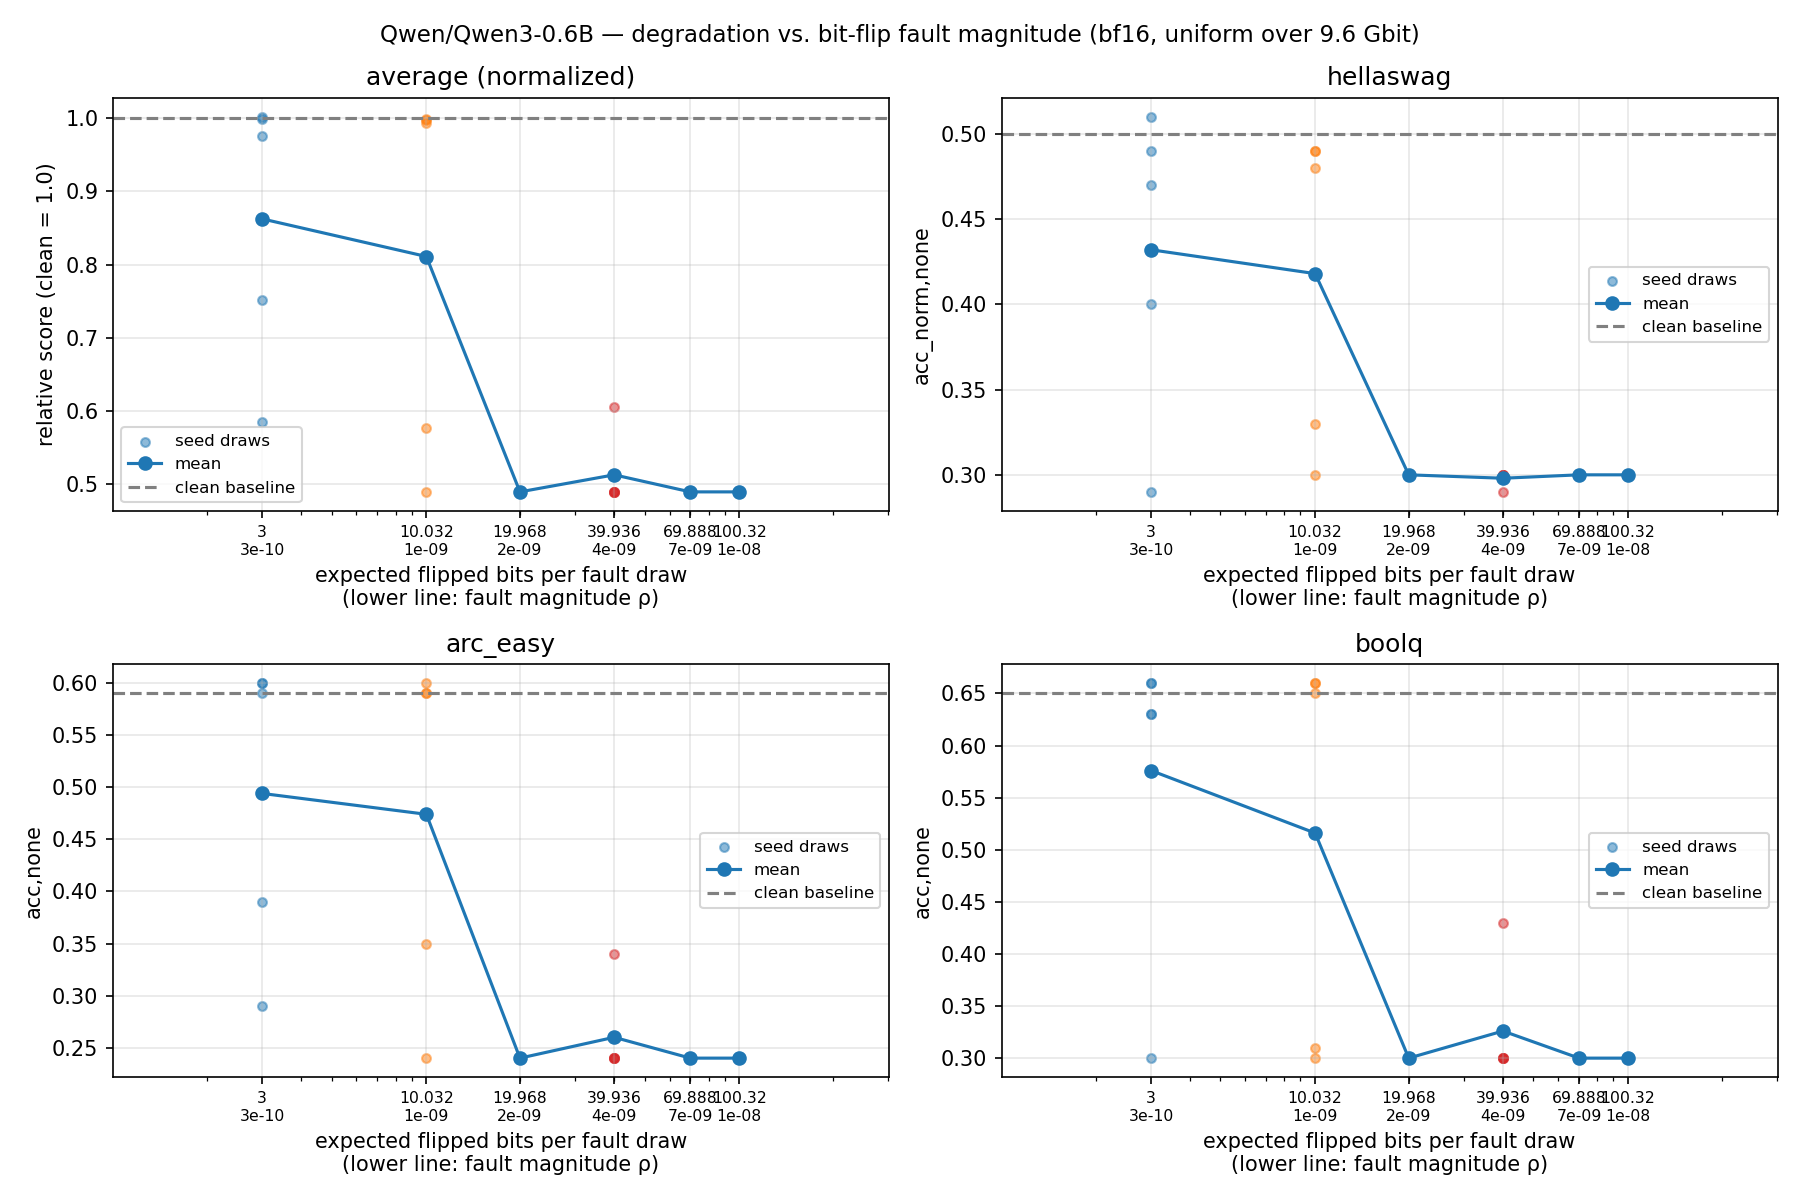 Qwen/Qwen3-0.6B — degradation vs. bit-flip fault magnitude (bf16, uniform over 9.6 Gbit)
average (normalized)
relative score (clean = 1.0)
1.0
0.9
0.8
0.7
0.6
0.5
seed draws
mean
clean baseline
3 10.032 19.968 39.936 69.888 100.32
3e-10 1e-09 2e-09 4e-09 7e-09 1e-08
expected flipped bits per fault draw
(lower line: fault magnitude ρ)
hellaswag
acc_norm,none
0.50
0.45
0.40
0.35
0.30
seed draws
mean
clean baseline
3 10.032 19.968 39.936 69.888 100.32
3e-10 1e-09 2e-09 4e-09 7e-09 1e-08
expected flipped bits per fault draw
(lower line: fault magnitude ρ)
arc_easy
acc,none
0.60
0.55
0.50
0.45
0.40
0.35
0.30
0.25
seed draws
mean
clean baseline
3 10.032 19.968 39.936 69.888 100.32
3e-10 1e-09 2e-09 4e-09 7e-09 1e-08
expected flipped bits per fault draw
(lower line: fault magnitude ρ)
boolq
acc,none
0.65
0.60
0.55
0.50
0.45
0.40
0.35
0.30
seed draws
mean
clean baseline
3 10.032 19.968 39.936 69.888 100.32
3e-10 1e-09 2e-09 4e-09 7e-09 1e-08
expected flipped bits per fault draw
(lower line: fault magnitude ρ)